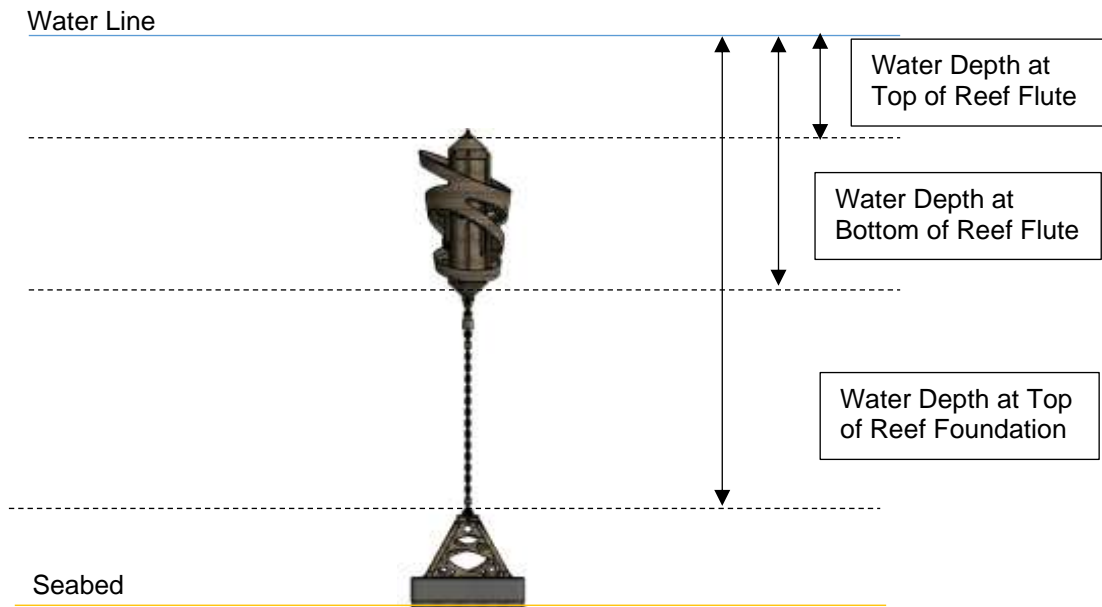 Water Line
Water Depth at
Top of Reef Flute
Water Depth at
Bottom of Reef Flute
Water Depth at Top
of Reef Foundation
Seabed